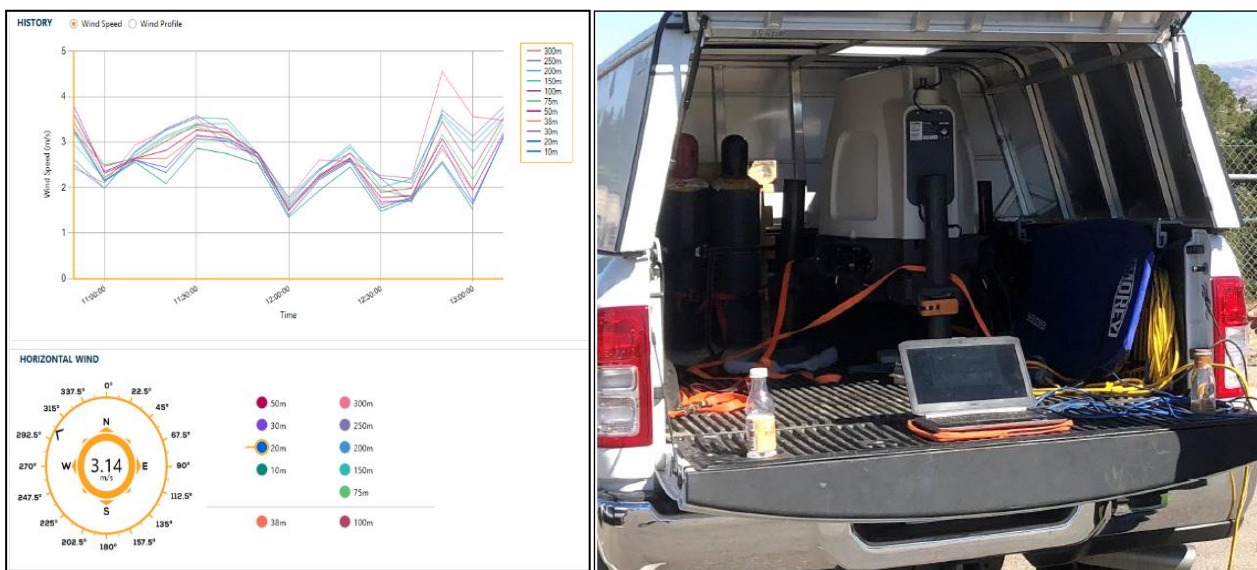 HISTORY
Wind Speed
Wind Profile
Wind Speed (m/s)
5
4
3
2
1
0
11:00:00
11:30:00
12:00:00
12:30:00
13:00:00
Time
300m
250m
200m
150m
100m
75m
50m
38m
30m
20m
10m
HORIZONTAL WIND
0°
22.5°
45°
67.5°
90°
112.5°
135°
157.5°
180°
202.5°
225°
247.5°
270°
292.5°
315°
337.5°
N
E
S
W
3.14
m/s
50m
30m
20m
10m
38m
300m
250m
200m
150m
75m
100m